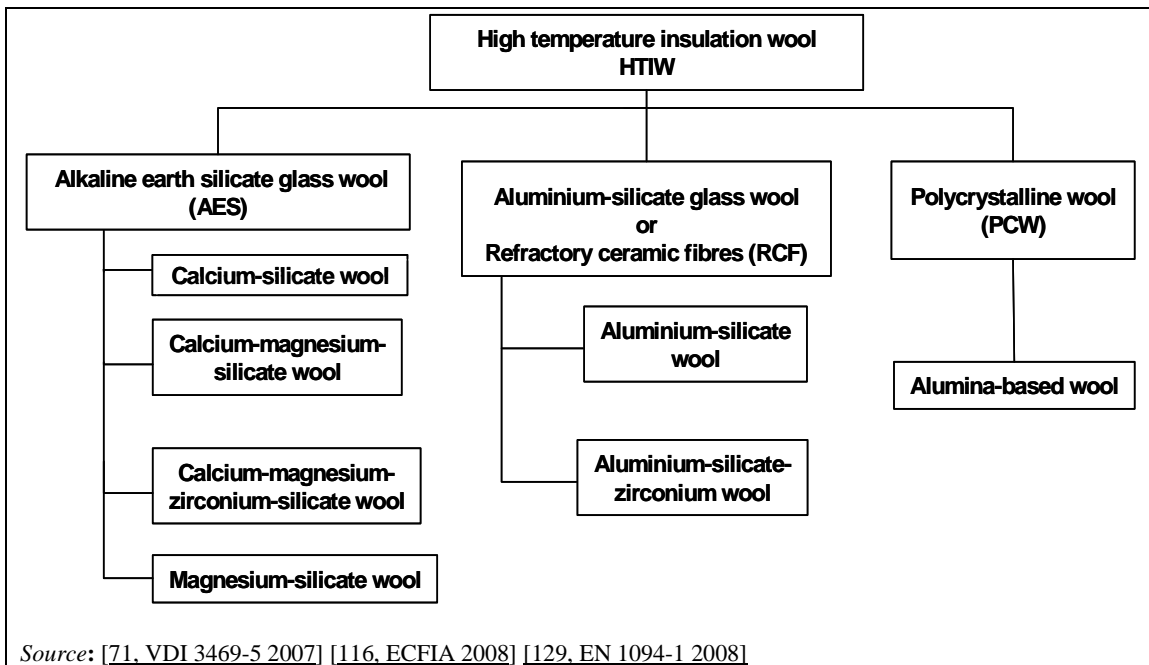 High temperature insulation wool
HTIW
Alkaline earth silicate glass wool
(AES)
Calcium-silicate wool
Calcium-magnesium-
silicate wool
Calcium-magnesium-
zirconium-silicate wool
Magnesium-silicate wool
Aluminium-silicate glass wool
or
Refractory ceramic fibres (RCF)
Aluminium-silicate
wool
Aluminium-silicate-
zirconium wool
Polycrystalline wool
(PCW)
Alumina-based wool
Source: [71, VDI 3469-5 2007] [116, ECFIA 2008] [129, EN 1094-1 2008]